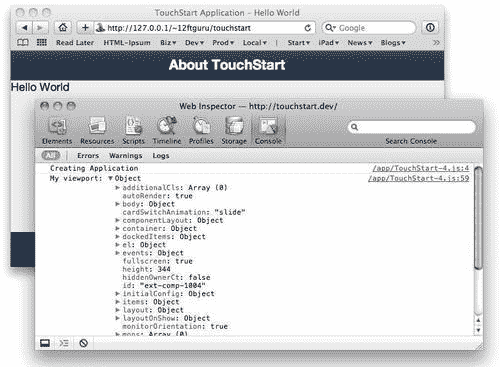 TouchStart Application - Hello World
http://127.0.0.1/~12ftguru/touchstart
Google
Read Later HTML-Ipsum Biz Dev Prod Local Start iPad News Blogs
About TouchStart
Hello World
Web Inspector — http://touchstart.dev/
Elements Resources Scripts Timeline Profiles Storage Console
Search Console
All Errors Warnings Logs
Creating Application /app/TouchStart-4.js:4
My viewport: Object /app/TouchStart-4.js:59
additionalCls: Array (0)
autoRender: true
body: Object
cardSwitchAnimation: "slide"
componentLayout: Object
container: Object
dockedItems: Object
el: Object
events: Object
fullscreen: true
height: 344
hiddenOwnerCt: false
id: "ext-comp-1004"
initialConfig: Object
items: Object
layout: Object
layoutOnShow: Object
monitorOrientation: true